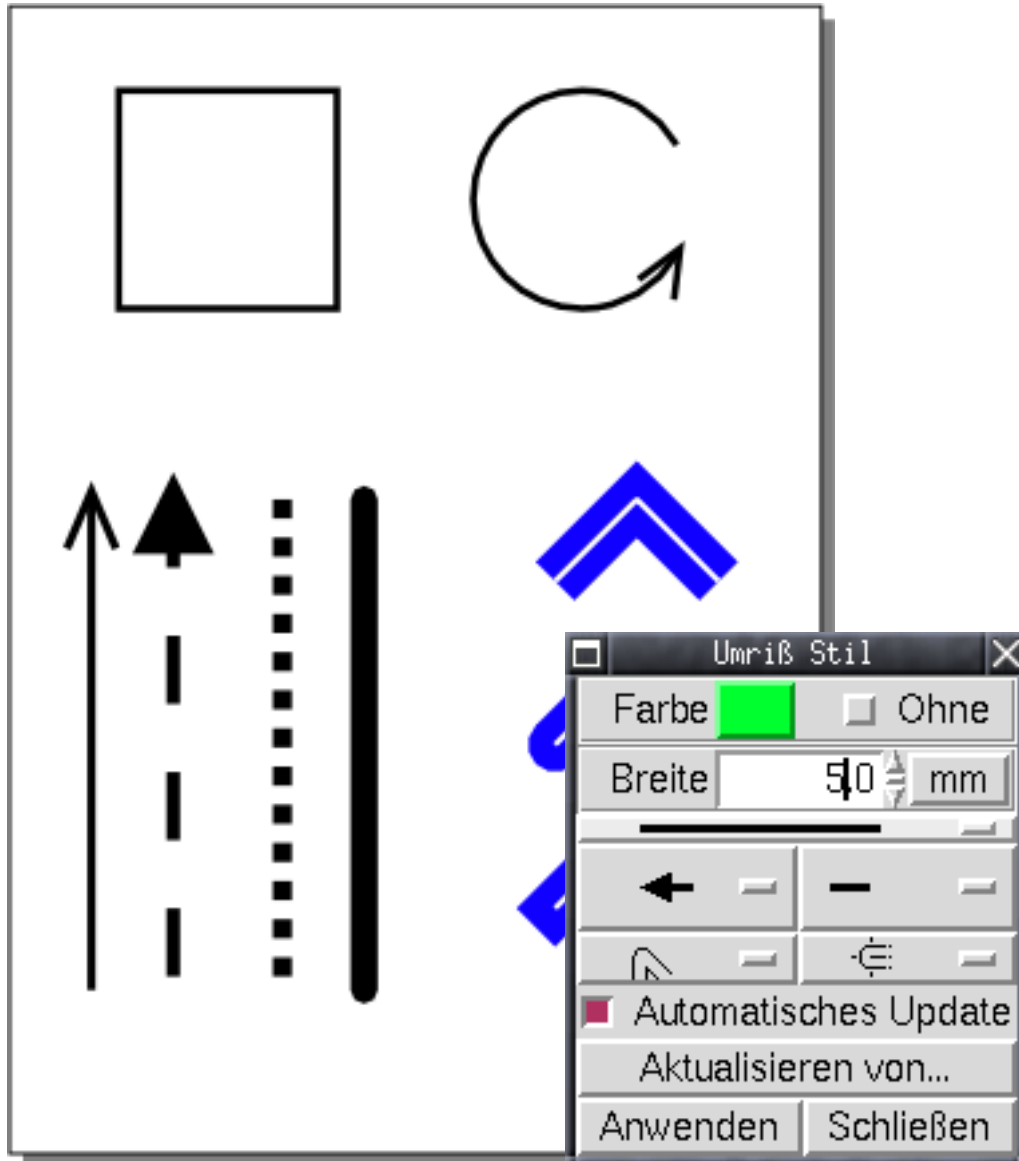 Umriß Stil
Farbe Ohne
Breite 5.0 mm
Automatisches Update
Aktualisieren von...
Anwenden Schließen